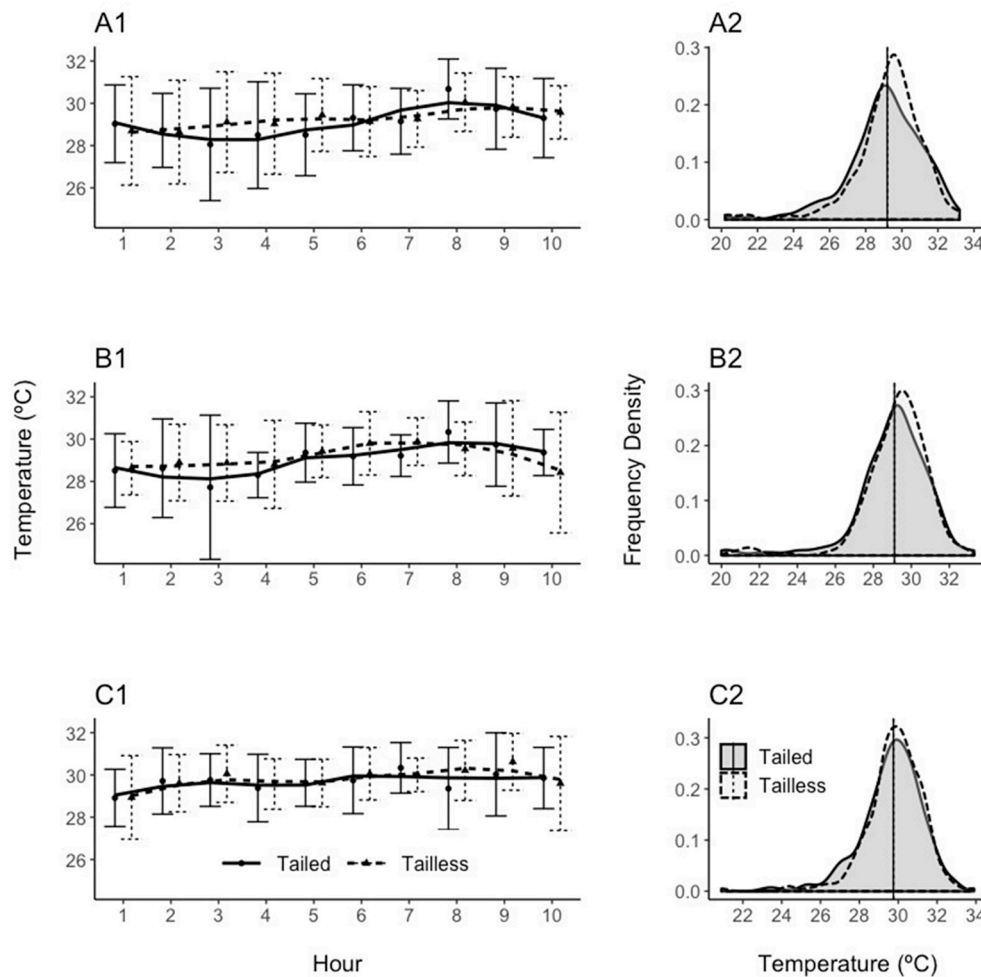 A1
32
30
28
26
1 2 3 4 5 6 7 8 9 10
A2
0.3
0.2
0.1
0.0
20 22 24 26 28 30 32 34
B1
32
30
28
26
1 2 3 4 5 6 7 8 9 10
B2
0.3
0.2
0.1
0.0
20 22 24 26 28 30 32
Temperature (ºC)
Frequency Density
C1
32
30
28
26
Tailed Tailless
1 2 3 4 5 6 7 8 9 10
Hour
C2
0.3
0.2
0.1
0.0
Tailed
Tailless
22 24 26 28 30 32 34
Temperature (ºC)